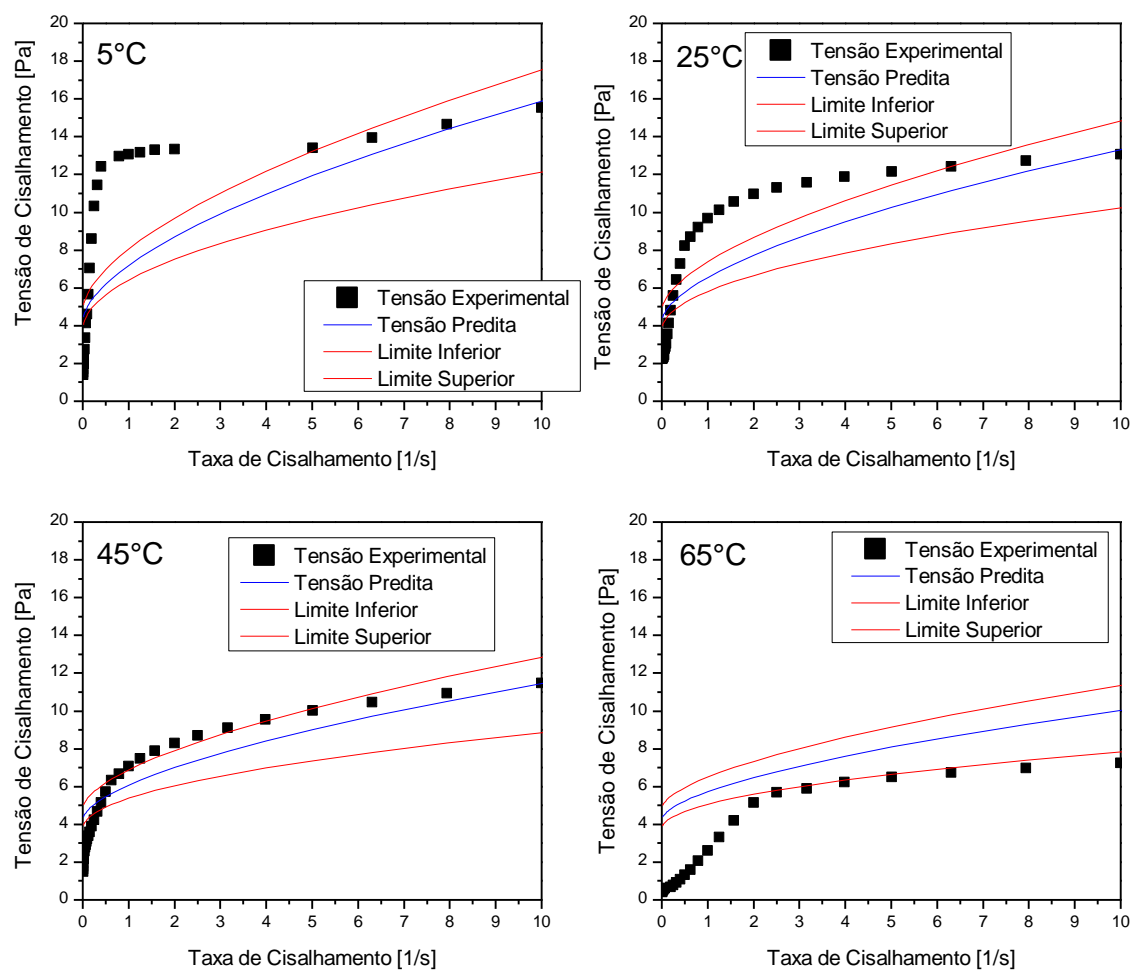 5°C
Tensão de Cisalhamento [Pa]
20
18
16
14
12
10
8
6
4
2
0
Tensão Experimental
Tensão Predita
Limite Inferior
Limite Superior
0 1 2 3 4 5 6 7 8 9 10
Taxa de Cisalhamento [1/s]
25°C
Tensão de Cisalhamento [Pa]
20
18
16
14
12
10
8
6
4
2
0
Tensão Experimental
Tensão Predita
Limite Inferior
Limite Superior
0 1 2 3 4 5 6 7 8 9 10
Taxa de Cisalhamento [1/s]
45°C
Tensão de Cisalhamento [Pa]
20
18
16
14
12
10
8
6
4
2
0
Tensão Experimental
Tensão Predita
Limite Inferior
Limite Superior
0 1 2 3 4 5 6 7 8 9 10
Taxa de Cisalhamento [1/s]
65°C
Tensão de Cisalhamento [Pa]
20
18
16
14
12
10
8
6
4
2
0
Tensão Experimental
Tensão Predita
Limite Inferior
Limite Superior
0 1 2 3 4 5 6 7 8 9 10
Taxa de Cisalhamento [1/s]